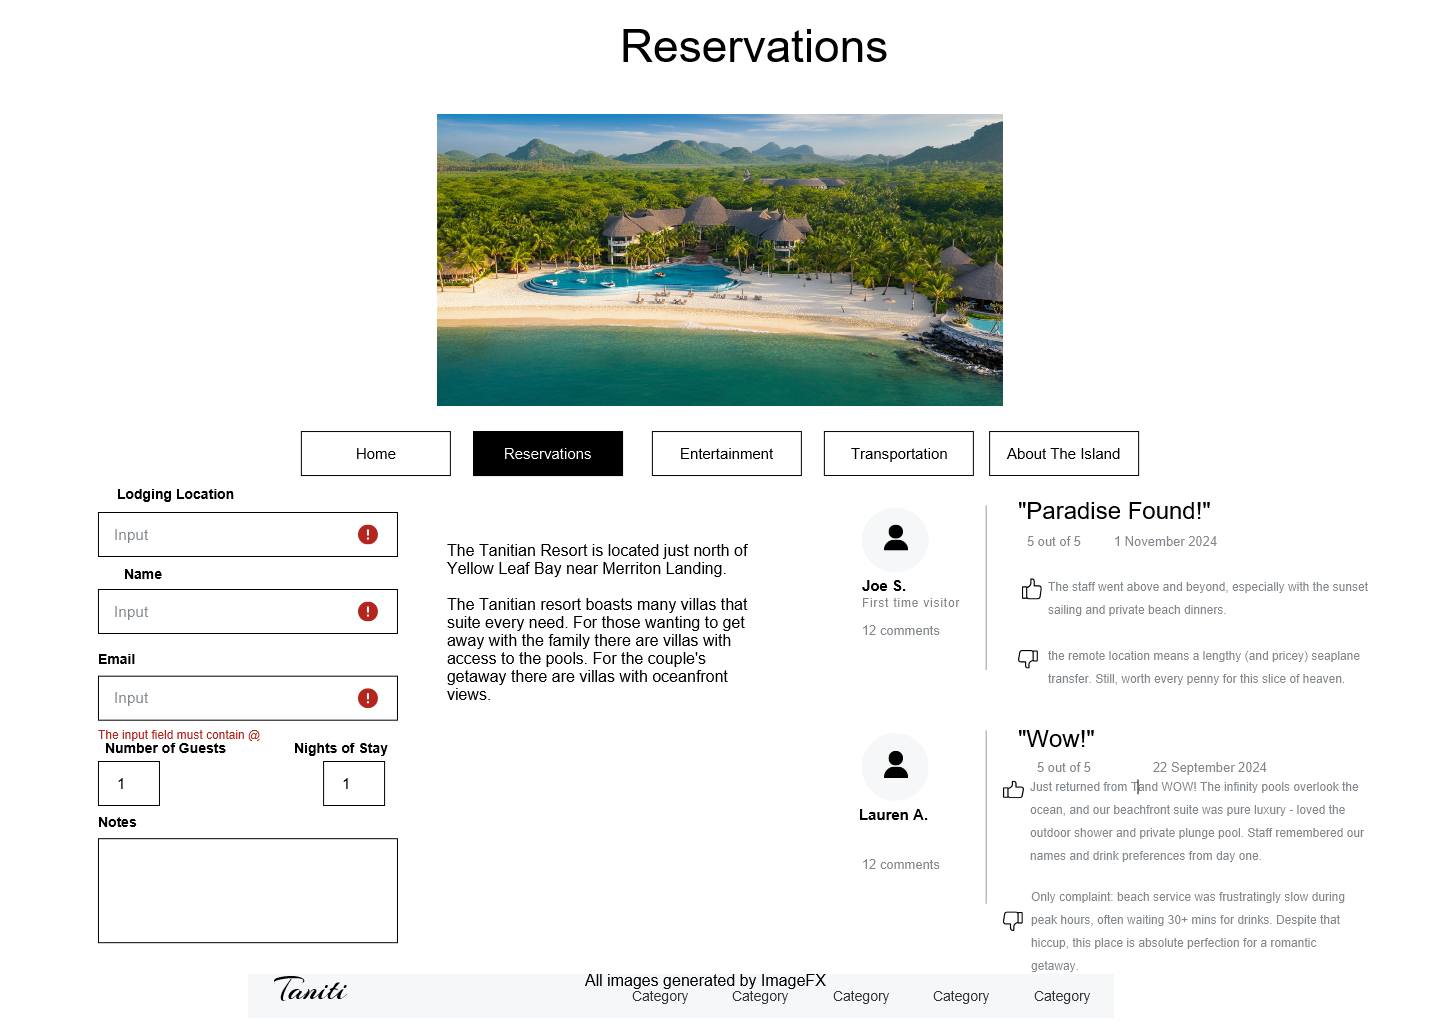 Reservations
Home
Reservations
Entertainment
Transportation
About The Island
Lodging Location
Input
Name
Input
Email
Input
The input field must contain @
Number of Guests
Nights of Stay
1
1
Notes
The Tanitian Resort is located just north of
Yellow Leaf Bay near Merriton Landing.
The Tanitian resort boasts many villas that
suite every need. For those wanting to get
away with the family there are villas with
access to the pools. For the couple's
getaway there are villas with oceanfront
views.
Joe S.
First time visitor
12 comments
"Paradise Found!"
5 out of 5
1 November 2024
The staff went above and beyond, especially with the sunset
sailing and private beach dinners.
the remote location means a lengthy (and pricey) seaplane
transfer. Still, worth every penny for this slice of heaven.
Lauren A.
12 comments
"Wow!"
5 out of 5
22 September 2024
Just returned from Tand WOW! The infinity pools overlook the
ocean, and our beachfront suite was pure luxury - loved the
outdoor shower and private plunge pool. Staff remembered our
names and drink preferences from day one.
Only complaint: beach service was frustratingly slow during
peak hours, often waiting 30+ mins for drinks. Despite that
hiccup, this place is absolute perfection for a romantic
getaway.
Taniti
All images generated by ImageFX
Category
Category
Category
Category
Category